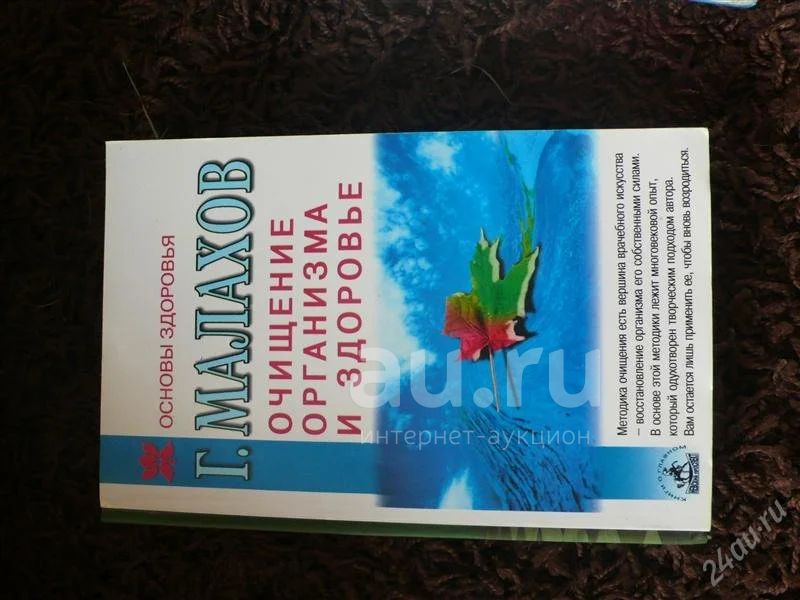 ОСНОВЫ ЗДОРОВЬЯ
Г. МАЛАХОВ
ОЧИЩЕНИЕ
ОРГАНИЗМА
И ЗДОРОВЬЕ
Методика очищения есть вершина врачебного искусства
– восстановление организма его собственными силами.
В основе этой методики лежит многовековой опыт,
который одухотворен творческим подходом автора.
Вам остается лишь применить ее, чтобы вновь возродиться.
КНИГИ О ГЛАВНОМ
au.ru
интернет-аукцион
24au.ru